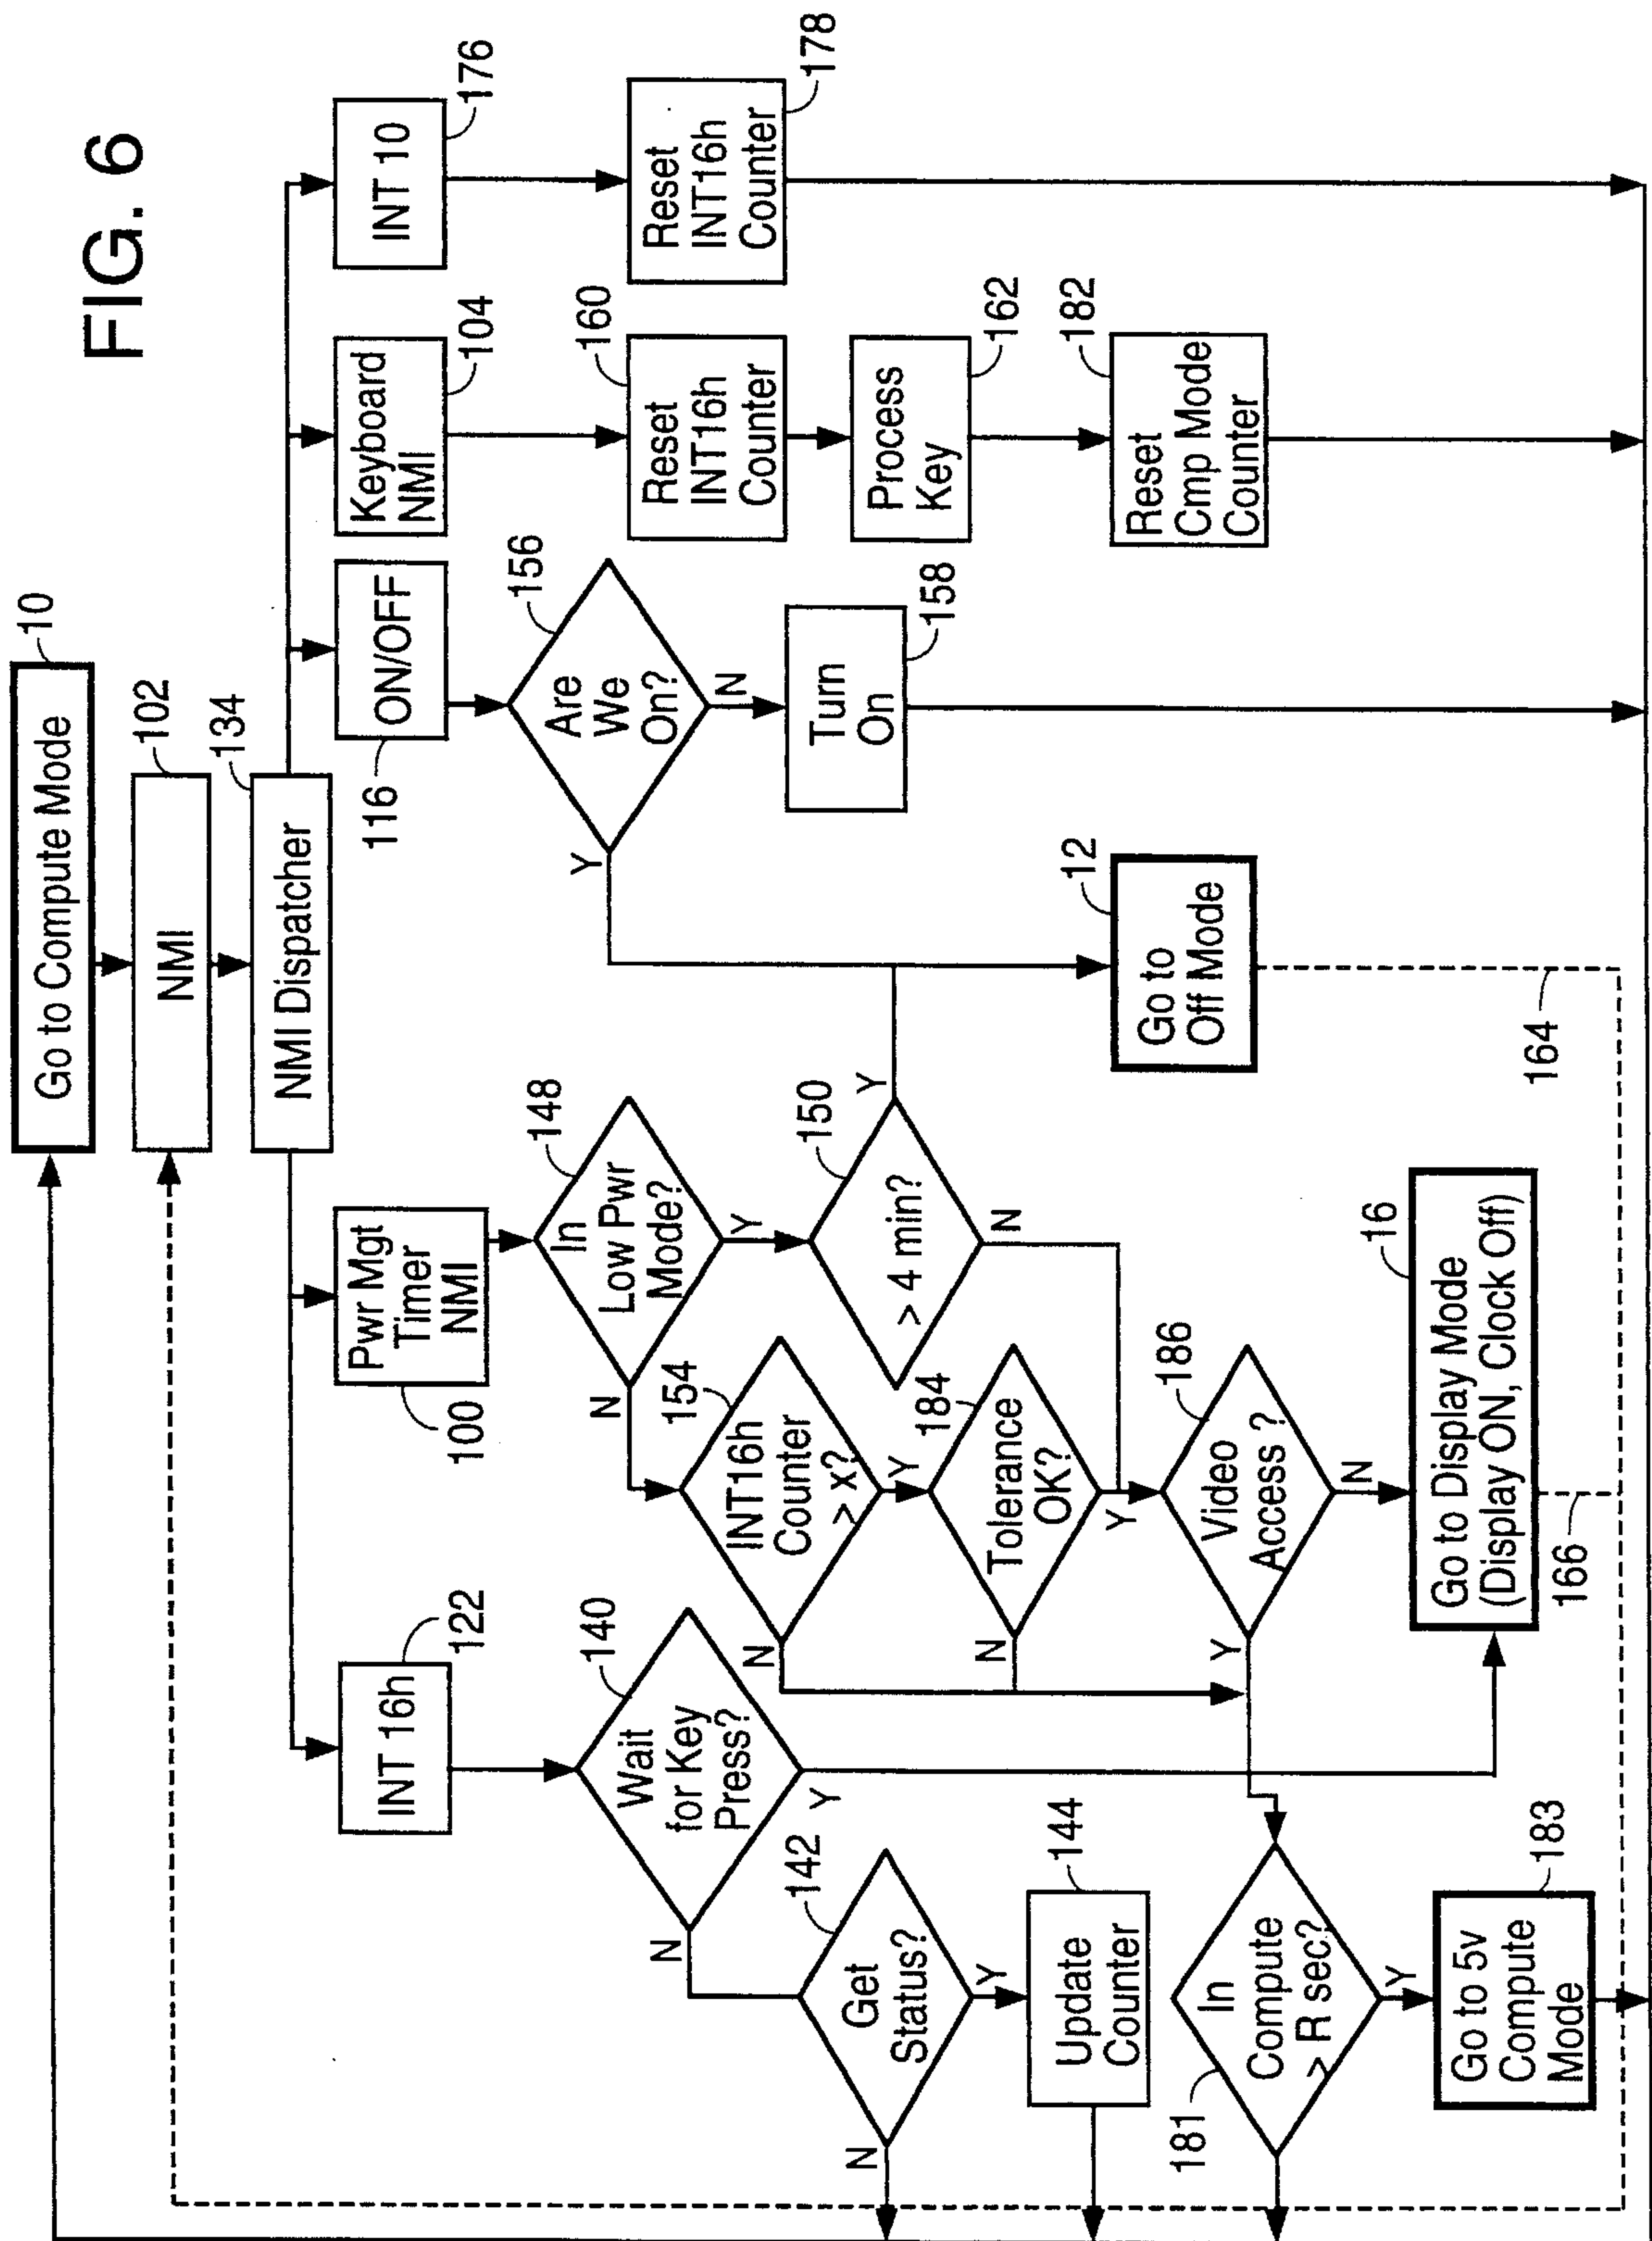 FIG. 6
Go to Compute Mode
10
NMI
102
NMI Dispatcher
134
INT 16h
122
Pwr Mgt
Timer
NMI
100
ON/OFF
116
Keyboard
NMI
104
INT 10
176
Wait
for Key
Press?
140
N
Y
Get
Status?
142
N
Y
Update
Counter
144
In
Low Pwr
Mode?
148
N
Y
INT16h
Counter
> x?
154
N
Y
> 4 min?
150
Y
N
Tolerance
OK?
184
N
Y
Video
Access ?
186
Y
N
Are
We
On?
156
Y
N
Turn
On
158
Reset
INT16h
Counter
160
Process
Key
162
Reset
Cmp Mode
Counter
182
Reset
INT16h
Counter
178
Go to
Off Mode
12
164
In
Compute
> R sec?
181
Y
Go to 5v
Compute
Mode
183
Go to Display Mode
(Display ON, Clock Off)
16
166